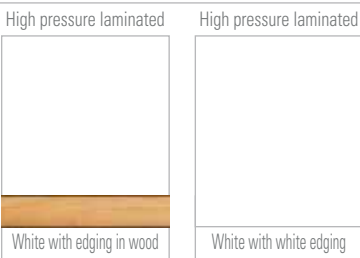 High pressure laminated
High pressure laminated
White with edging in wood
White with white edging